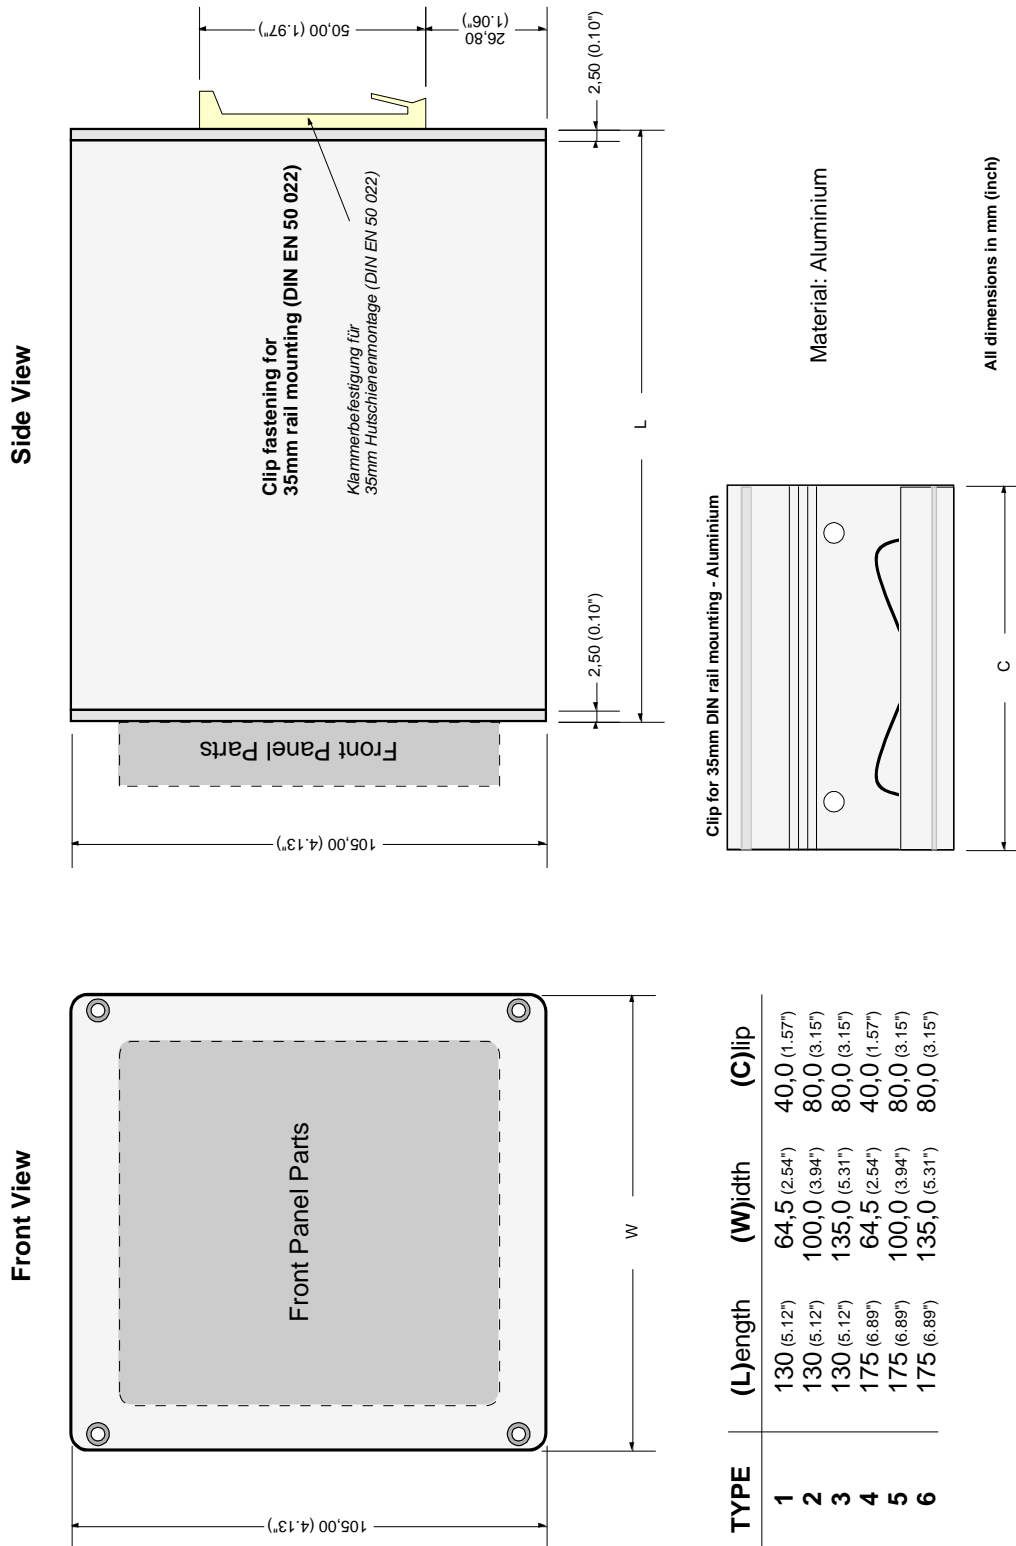 Front View
Side View
105,00 (4.13")
Front Panel Parts
W
105,00 (4.13")
Front Panel Parts
Clip fastening for
35mm rail mounting (DIN EN 50 022)
Klammerbefestigung für
35mm Hutschienenmontage (DIN EN 50 022)
50,00 (1.97")
26,80
(1.06")
2,50 (0.10")
2,50 (0.10")
L
TYPE (L)ength (W)idth (C)lip
1 130 (5.12") 64,5 (2.54") 40,0 (1.57")
2 130 (5.12") 100,0 (3.94") 80,0 (3.15")
3 130 (5.12") 135,0 (5.31") 80,0 (3.15")
4 175 (6.89") 64,5 (2.54") 40,0 (1.57")
5 175 (6.89") 100,0 (3.94") 80,0 (3.15")
6 175 (6.89") 135,0 (5.31") 80,0 (3.15")
Clip for 35mm DIN rail mounting - Aluminium
C
Material: Aluminium
All dimensions in mm (inch)